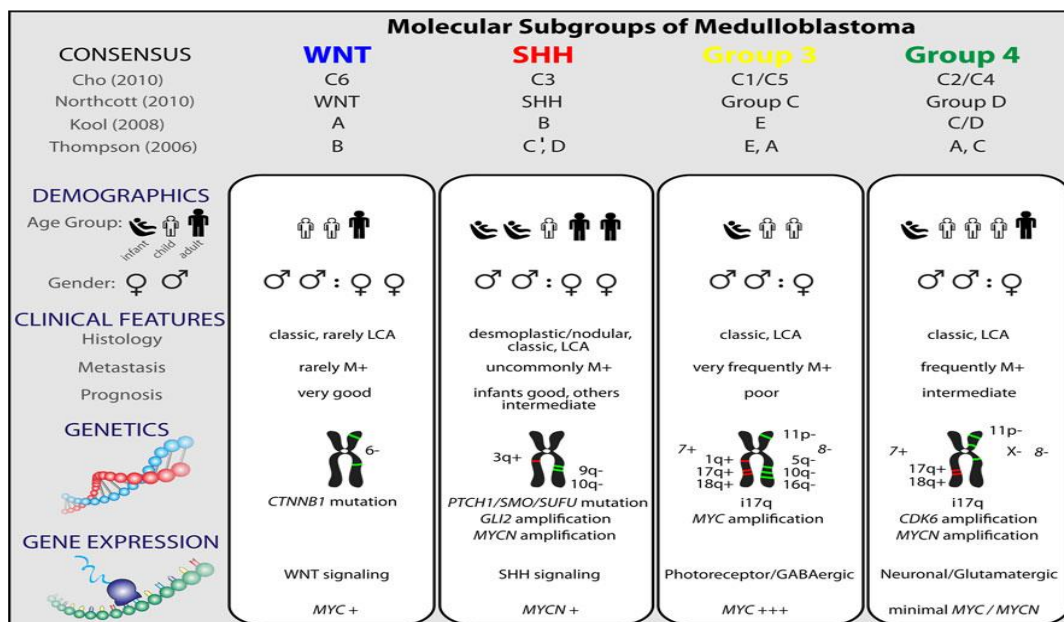 Molecular Subgroups of Medulloblastoma
CONSENSUS WNT SHH Group 3 Group 4
Cho (2010) C6 C3 C1/C5 C2/C4
Northcott (2010) WNT SHH Group C Group D
Kool (2008) A B E C/D
Thompson (2006) B C', D E, A A, C
DEMOGRAPHICS
Age Group:
infant child adult
Gender: ♀ ♂ ♂ ♂ : ♀ ♀ ♂ ♂ : ♀ ♀ ♂ ♂ : ♀ ♂ ♂ : ♀
CLINICAL FEATURES
Histology classic, rarely LCA desmoplastic/nodular, classic, LCA classic, LCA
classic, LCA
Metastasis rarely M+ uncommonly M+ very frequently M+ frequently M+
Prognosis very good infants good, others poor intermediate
intermediate
GENETICS
6-
3q+ 9q-
10q-
7+ 11p- 8-
1q+ 5q-
17q+ 10q-
18q+ 16q-
i17q
7+ 11p- X- 8-
17q+
18q+
i17q
CTNNB1 mutation PTCH1/SMO/SUFU mutation MYC amplification CDK6 amplification
GLI2 amplification MYCN amplification
MYCN amplification
GENE EXPRESSION
WNT signaling SHH signaling Photoreceptor/GABAergic Neuronal/Glutamatergic
MYC + MYCN + MYC +++ minimal MYC / MYCN